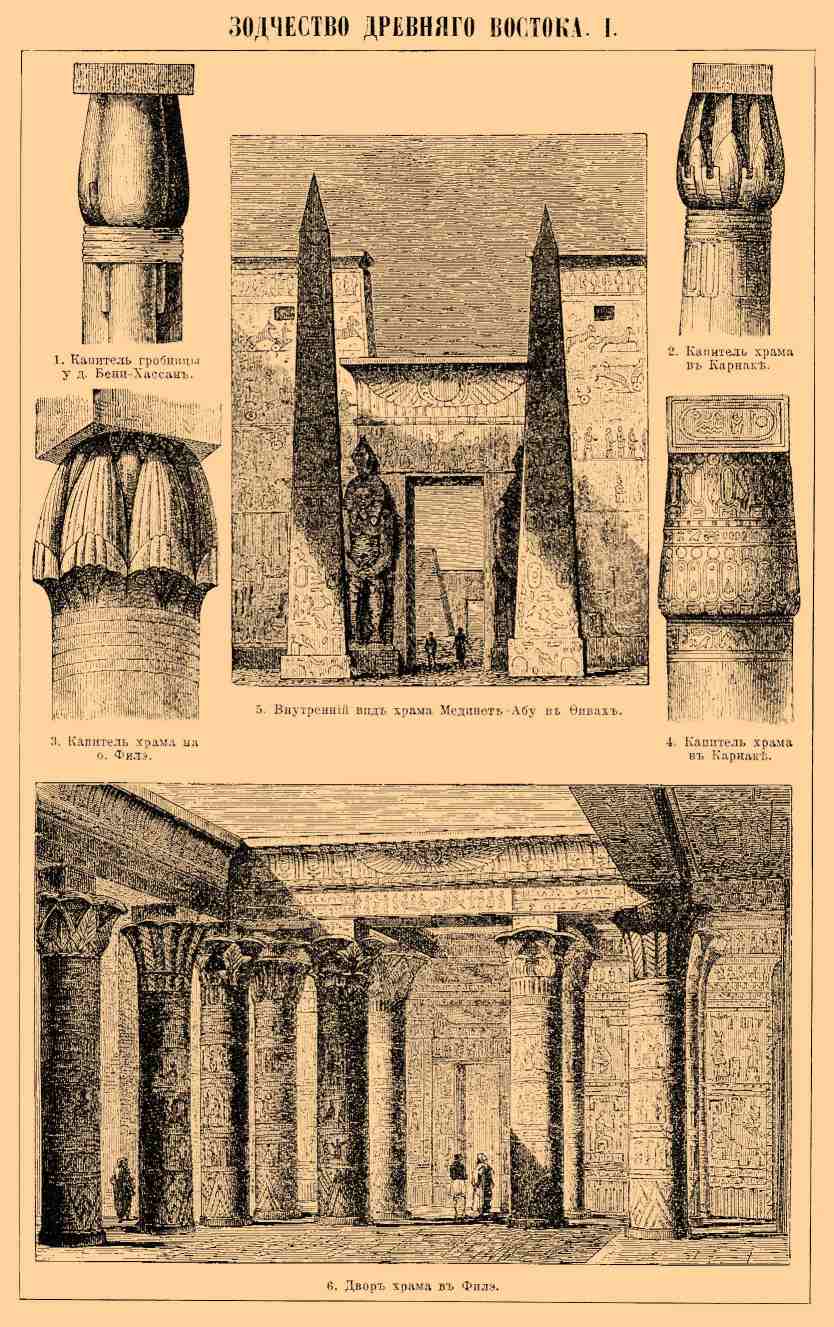 ЗОДЧЕСТВО ДРЕВНЯГО ВОСТОКА. I.
1. Капитель гробницы
у д. Бени-Хассанъ.
2. Капитель храма
въ Карнакѣ.
3. Капитель храма на
о. Филэ.
5. Внутренній видъ храма Мединетъ-Абу въ Ѳивахъ.
4. Капитель храма
въ Карнакѣ.
6. Дворъ храма въ Филэ.